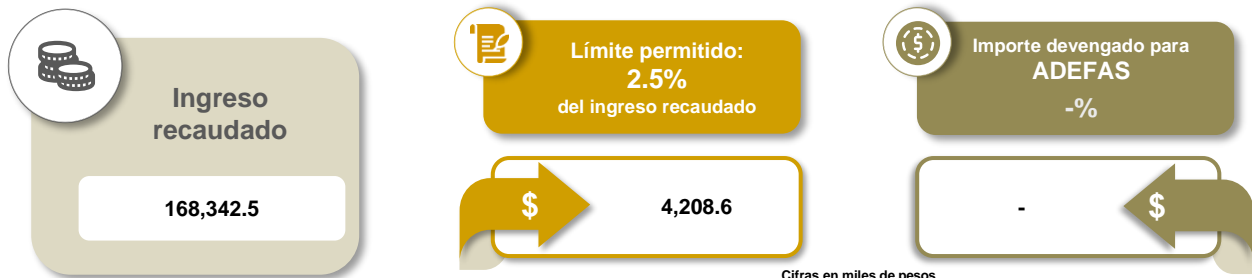 Ingreso
recaudado
168,342.5
Límite permitido:
2.5%
del ingreso recaudado
$
4,208.6
Importe devengado para
ADEFAS
-%
-
$
Cifras en miles de pesos